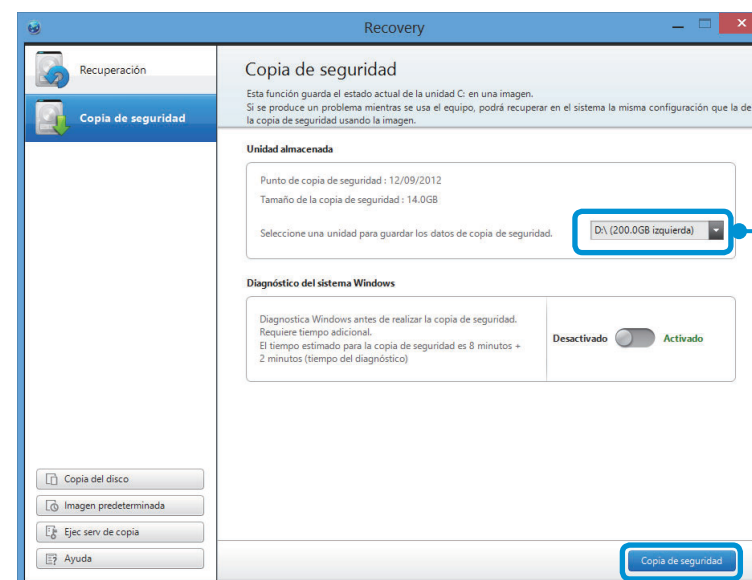 Recovery
Recuperación
Copia de seguridad
Copia de seguridad
Esta función guarda el estado actual de la unidad C: en una imagen.
Si se produce un problema mientras se usa el equipo, podrá recuperar en el sistema la misma configuración que la de
la copia de seguridad usando la imagen.
Unidad almacenada
Punto de copia de seguridad : 12/09/2012
Tamaño de la copia de seguridad : 14.0GB
Seleccione una unidad para guardar los datos de copia de seguridad.
D:\ (200.0GB izquierda)
Diagnóstico del sistema Windows
Diagnostica Windows antes de realizar la copia de seguridad.
Requiere tiempo adicional.
El tiempo estimado para la copia de seguridad es 8 minutos +
2 minutos (tiempo del diagnóstico)
Desactivado
Activado
Copia del disco
Imagen predeterminada
Ejec serv de copia
Ayuda
Copia de seguridad